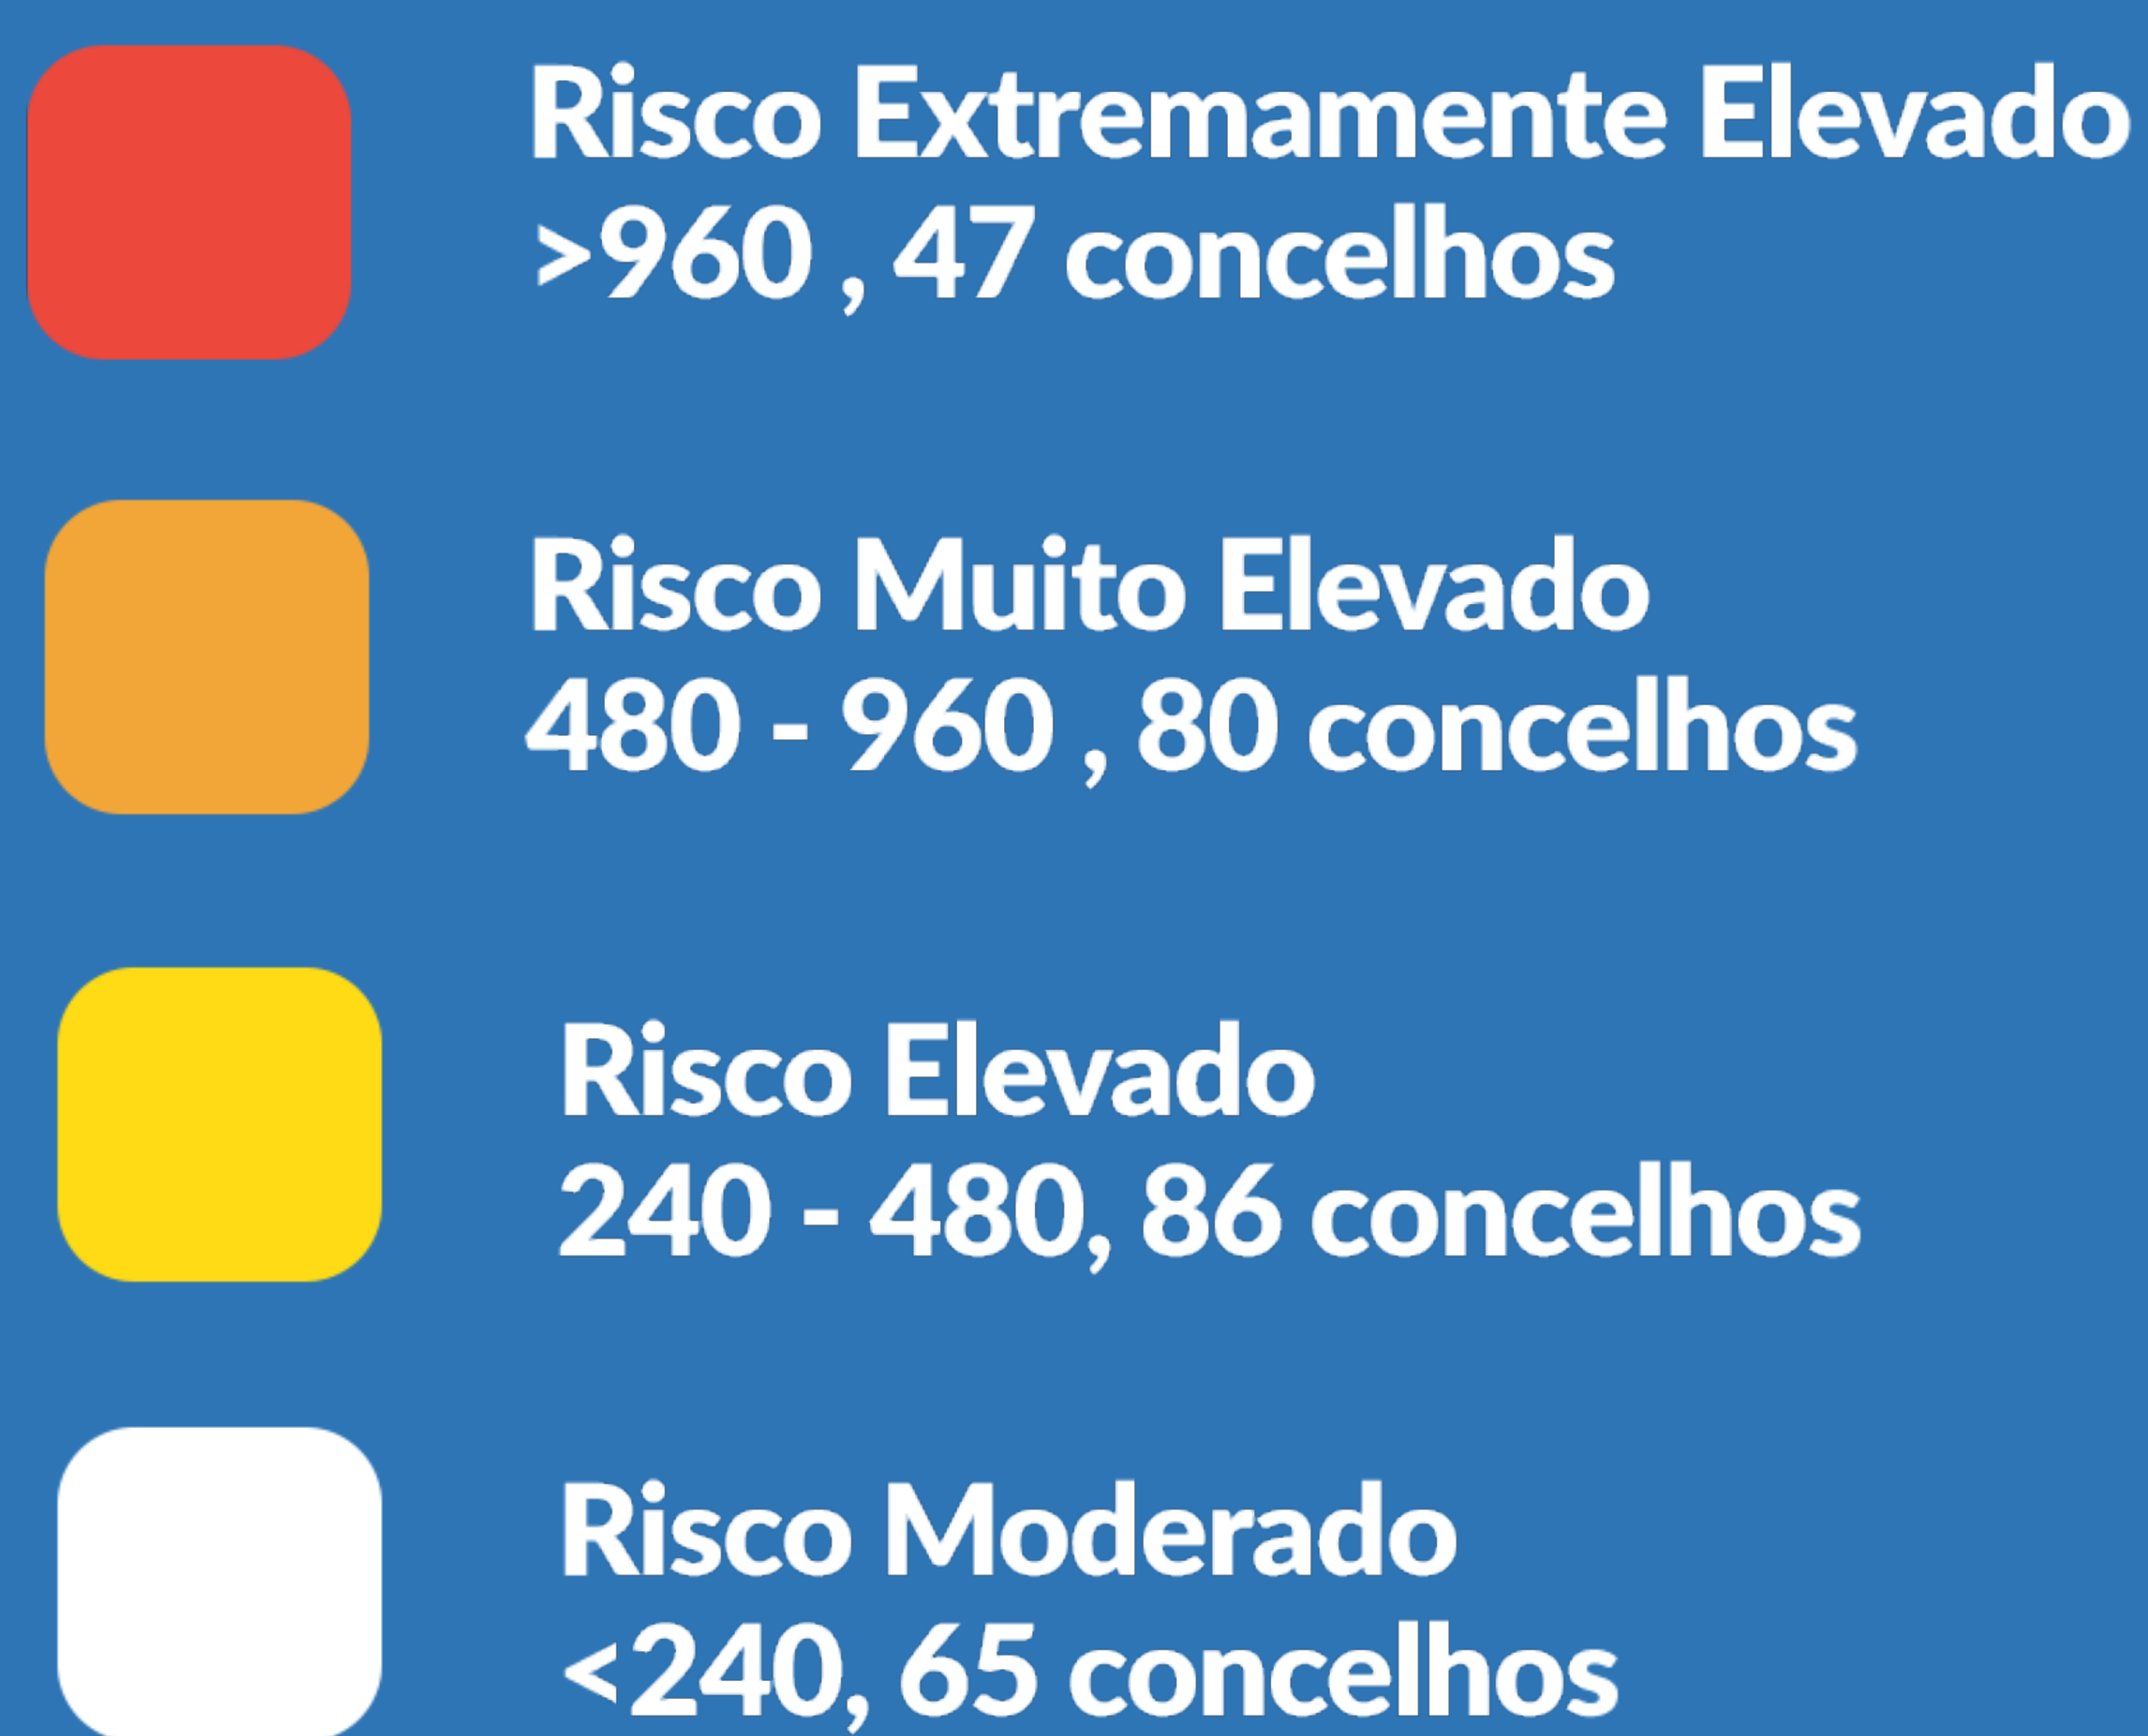 Risco Extremamente Elevado
>960 , 47 concelhos
Risco Muito Elevado
480 - 960 , 80 concelhos
Risco Elevado
240 - 480, 86 concelhos
Risco Moderado
<240, 65 concelhos